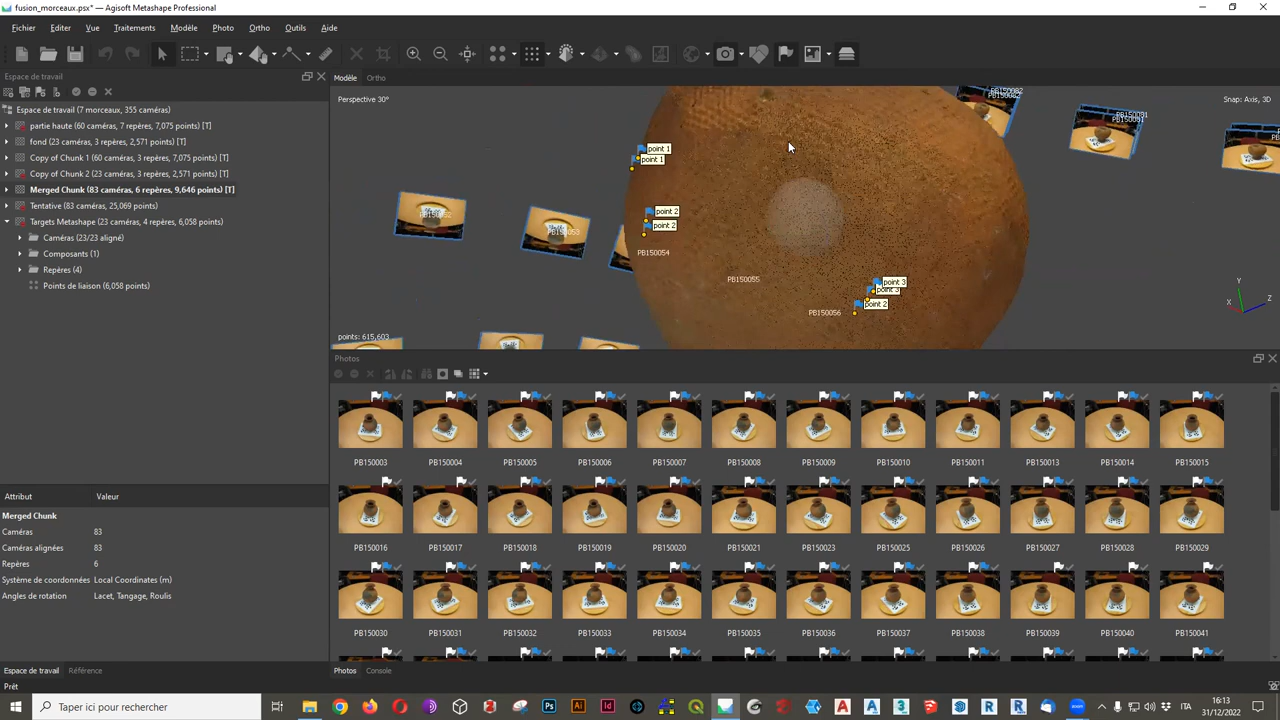 fusion_morceaux.psx* — Agisoft Metashape Professional
Fichier Editer Vue Traitements Modèle Photo Ortho Outils Aide
Espace de travail
Espace de travail (7 morceaux, 355 caméras)
partie haute (60 caméras, 7 repères, 7,075 points) [T]
fond (23 caméras, 3 repères, 2,571 points) [T]
Copy of Chunk 1 (60 caméras, 3 repères, 7,075 points) [T]
Copy of Chunk 2 (23 caméras, 3 repères, 2,571 points) [T]
Merged Chunk (83 caméras, 6 repères, 9,646 points) [T]
Tentative (83 caméras, 25,069 points)
Targets Metashape (23 caméras, 4 repères, 6,058 points)
Caméras (23/23 aligné)
Composants (1)
Repères (4)
Points de liaison (6,058 points)
Attribut Valeur
Merged Chunk
Caméras 83
Caméras alignées 83
Repères 6
Système de coordonnées Local Coordinates (m)
Angles de rotation Lacet, Tangage, Roulis
Espace de travail Référence
Prêt
Modèle Ortho
Perspective 30°
Snap: Axis, 3D
point 1
point 1
point 2
point 2
PB150053
PB150054
PB150055
PB150056
point 3
point 3
point 2
points: 615,603
Y
X Z
Photos
PB150003 PB150004 PB150005 PB150006 PB150007 PB150008 PB150009 PB150010 PB150011 PB150013 PB150014 PB150015
PB150016 PB150017 PB150018 PB150019 PB150020 PB150021 PB150023 PB150025 PB150026 PB150027 PB150028 PB150029
PB150030 PB150031 PB150032 PB150033 PB150034 PB150035 PB150036 PB150037 PB150038 PB150039 PB150040 PB150041
Photos Console
Taper ici pour rechercher
ITA
16:13
31/12/2022